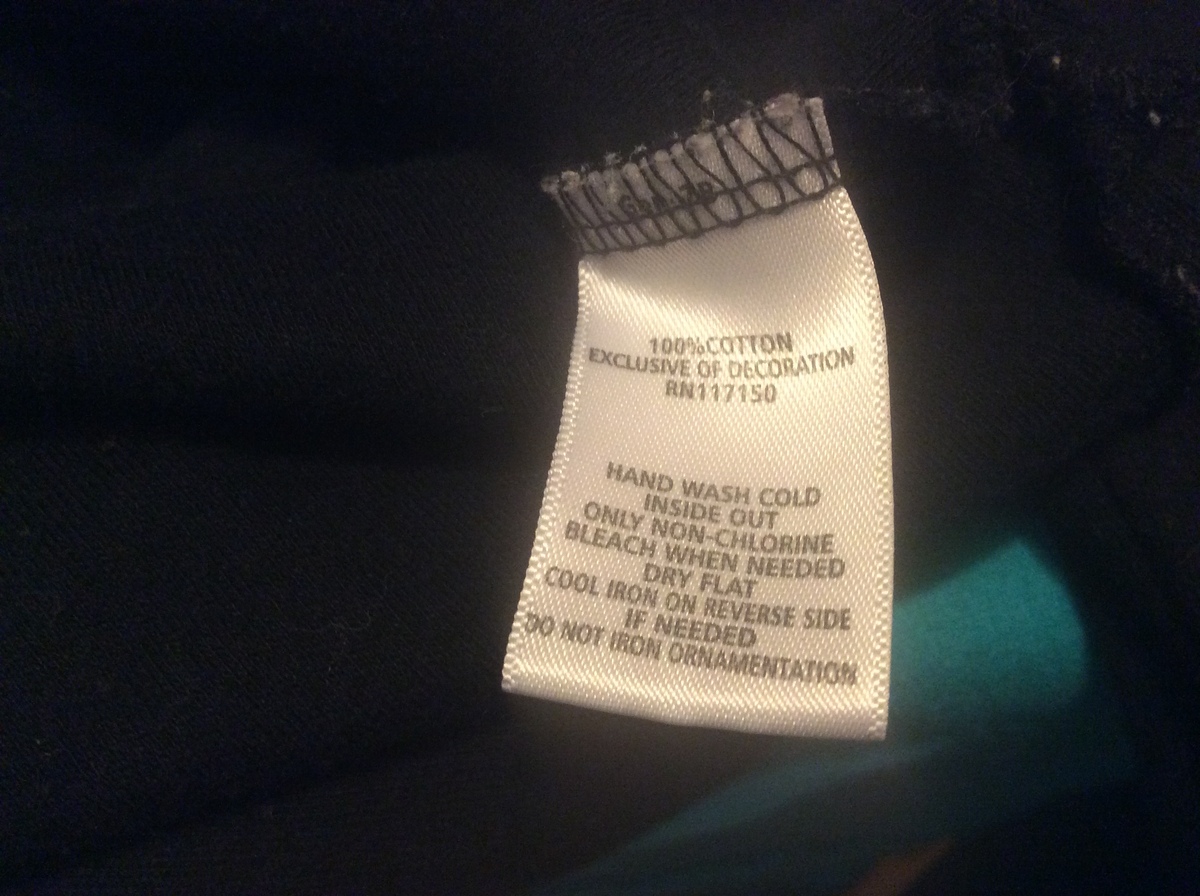 100%COTTON
EXCLUSIVE OF DECORATION
RN117150
HAND WASH COLD
INSIDE OUT
ONLY NON-CHLORINE
BLEACH WHEN NEEDED
DRY FLAT
COOL IRON ON REVERSE SIDE
IF NEEDED
DO NOT IRON ORNAMENTATION